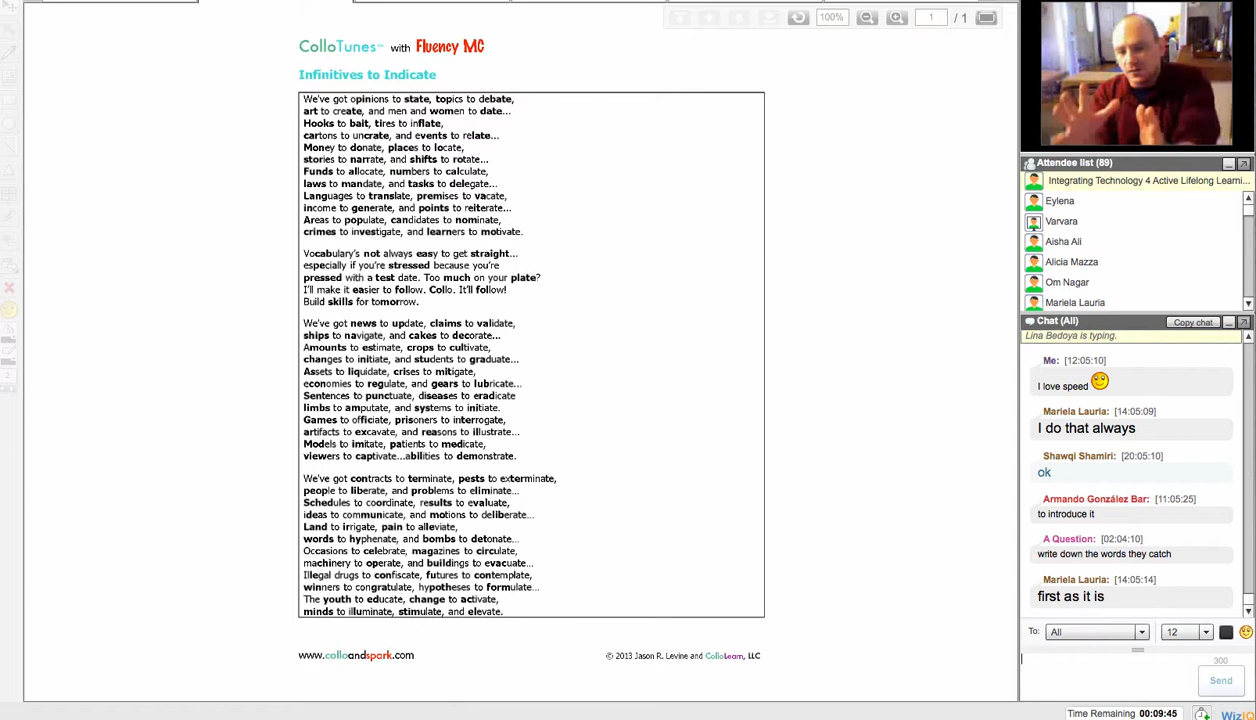 100%
1
/ 1
ColloTunes™ with Fluency MC
Infinitives to Indicate
We've got opinions to state, topics to debate,
art to create, and men and women to date...
Hooks to bait, tires to inflate,
cartons to uncrate, and events to relate...
Money to donate, places to locate,
stories to narrate, and shifts to rotate...
Funds to allocate, numbers to calculate,
laws to mandate, and tasks to delegate...
Languages to translate, premises to vacate,
income to generate, and points to reiterate...
Areas to populate, candidates to nominate,
crimes to investigate, and learners to motivate.
Vocabulary's not always easy to get straight...
especially if you're stressed because you're
pressed with a test date. Too much on your plate?
I'll make it easier to follow. Collo. It'll follow!
Build skills for tomorrow.
We've got news to update, claims to validate,
ships to navigate, and cakes to decorate...
Amounts to estimate, crops to cultivate,
changes to initiate, and students to graduate...
Assets to liquidate, crises to mitigate,
economies to regulate, and gears to lubricate...
Sentences to punctuate, diseases to eradicate
limbs to amputate, and systems to initiate.
Games to officiate, prisoners to interrogate,
artifacts to excavate, and reasons to illustrate...
Models to imitate, patients to medicate,
viewers to captivate...abilities to demonstrate.
We've got contracts to terminate, pests to exterminate,
people to liberate, and problems to eliminate...
Schedules to coordinate, results to evaluate,
ideas to communicate, and motions to deliberate...
Land to irrigate, pain to alleviate,
words to hyphenate, and bombs to detonate...
Occasions to celebrate, magazines to circulate,
machinery to operate, and buildings to evacuate...
Illegal drugs to confiscate, futures to contemplate,
winners to congratulate, hypotheses to formulate...
The youth to educate, change to activate,
minds to illuminate, stimulate, and elevate.
www.colloandspark.com
© 2013 Jason R. Levine and ColloLearn, LLC
Attendee list (89)
Integrating Technology 4 Active Lifelong Learni...
Eylena
Varvara
Aisha Ali
Alicia Mazza
Om Nagar
Mariela Lauria
Chat (All)
Copy chat
Lina Bedoya is typing.
Me: [12:05:10]
I love speed
Mariela Lauria: [14:05:09]
I do that always
Shawqi Shamiri: [20:05:10]
ok
Armando González Bar: [11:05:25]
to introduce it
A Question: [02:04:10]
write down the words they catch
Mariela Lauria: [14:05:14]
first as it is
To: All 12
300
Send
Time Remaining 00:09:45
WizIQ